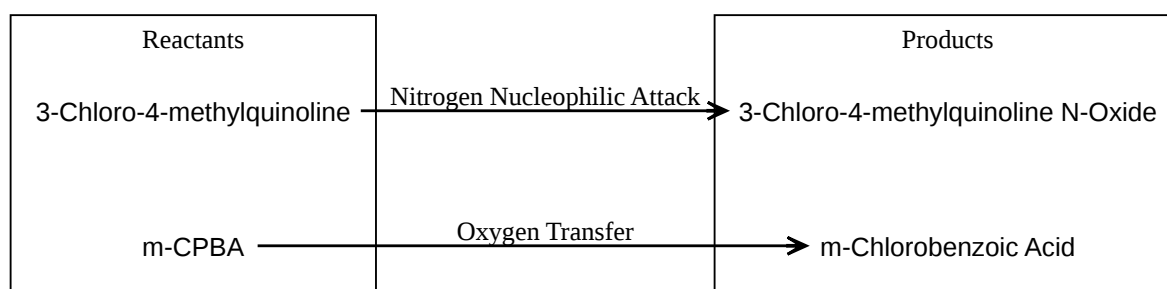 Reactants
Products
3-Chloro-4-methylquinoline
Nitrogen Nucleophilic Attack
3-Chloro-4-methylquinoline N-Oxide
m-CPBA
Oxygen Transfer
m-Chlorobenzoic Acid